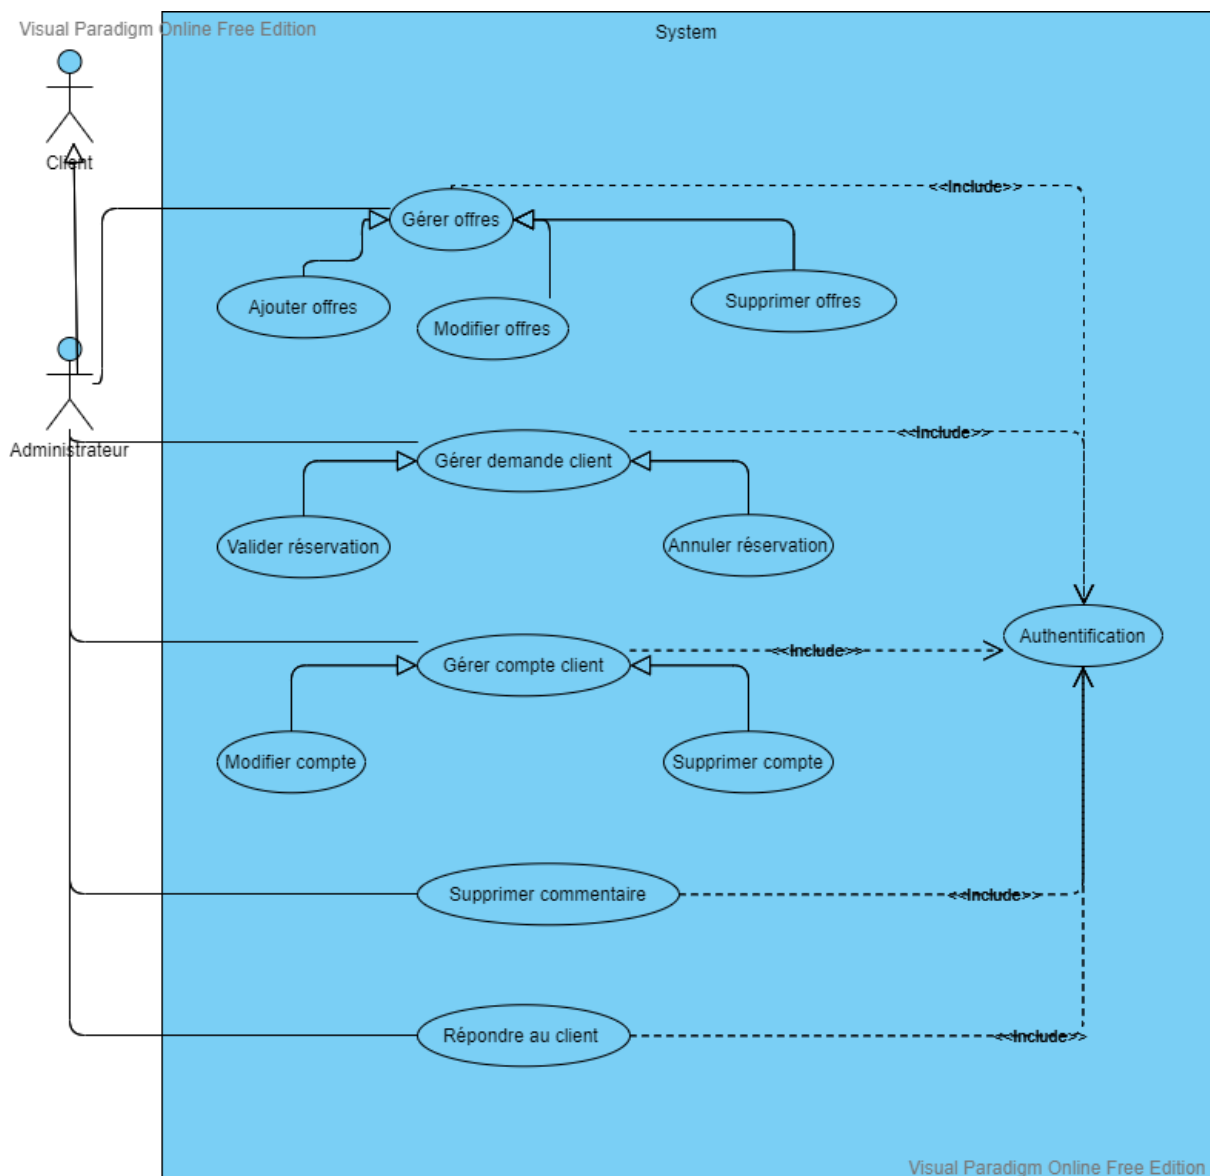 Visual Paradigm Online Free Edition
System
Client
<<Include>>
Gérer offres
Ajouter offres
Modifier offres
Supprimer offres
Administrateur
<<Include>>
Gérer demande client
Valider réservation
Annuler réservation
Authentification
<<Include>>
Gérer compte client
Modifier compte
Supprimer compte
Supprimer commentaire
<<Include>>
Répondre au client
<<Include>>
Visual Paradigm Online Free Edition